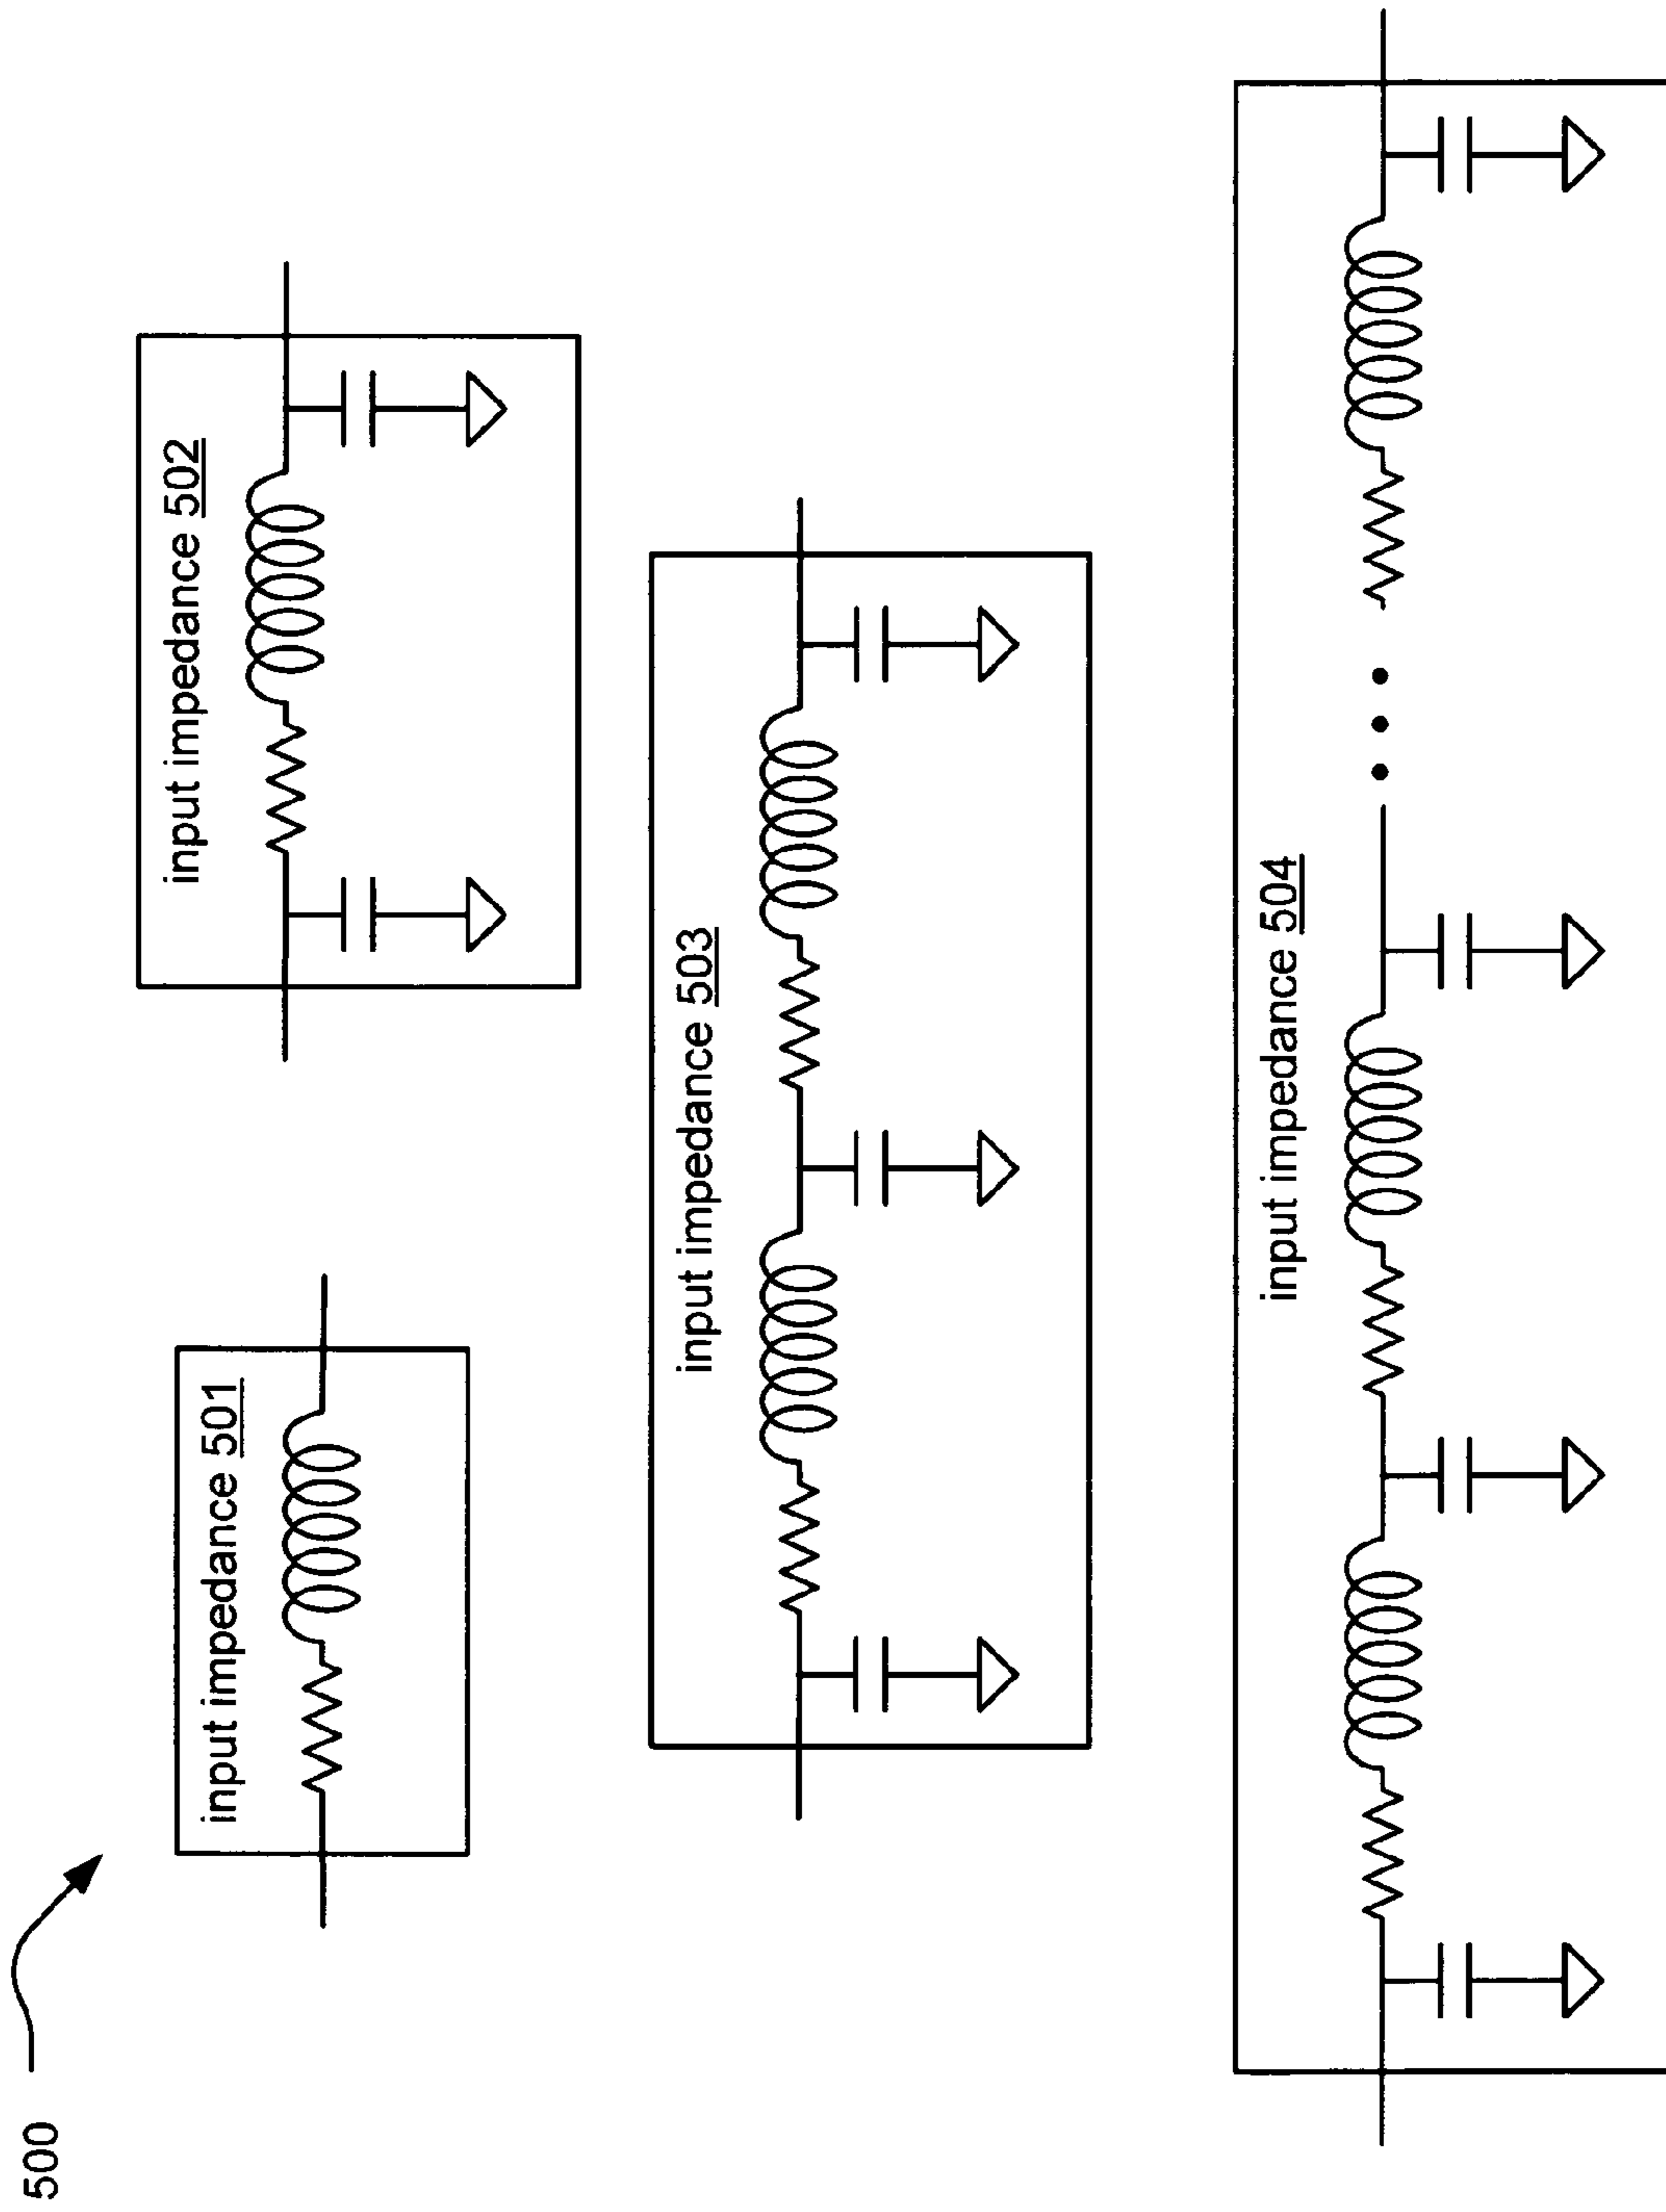 500
input impedance 501
input impedance 502
input impedance 503
input impedance 504